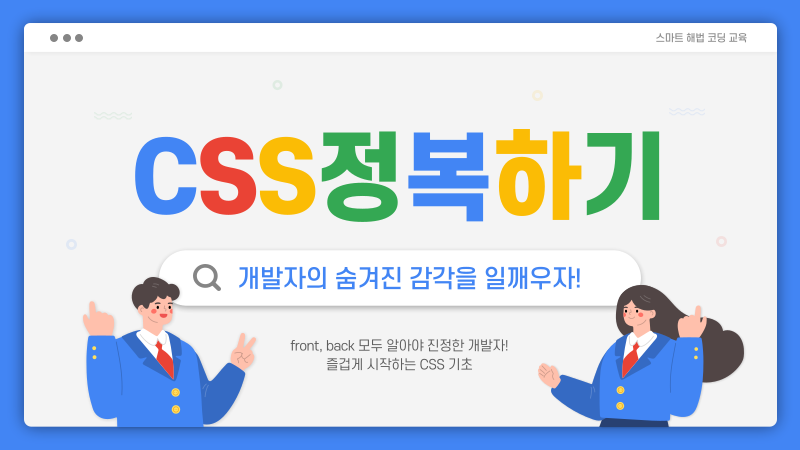 스마트 해법 코딩 교육
CSS정복하기
개발자의 숨겨진 감각을 일깨우자!
front, back 모두 알아야 진정한 개발자!
즐겁게 시작하는 CSS 기초